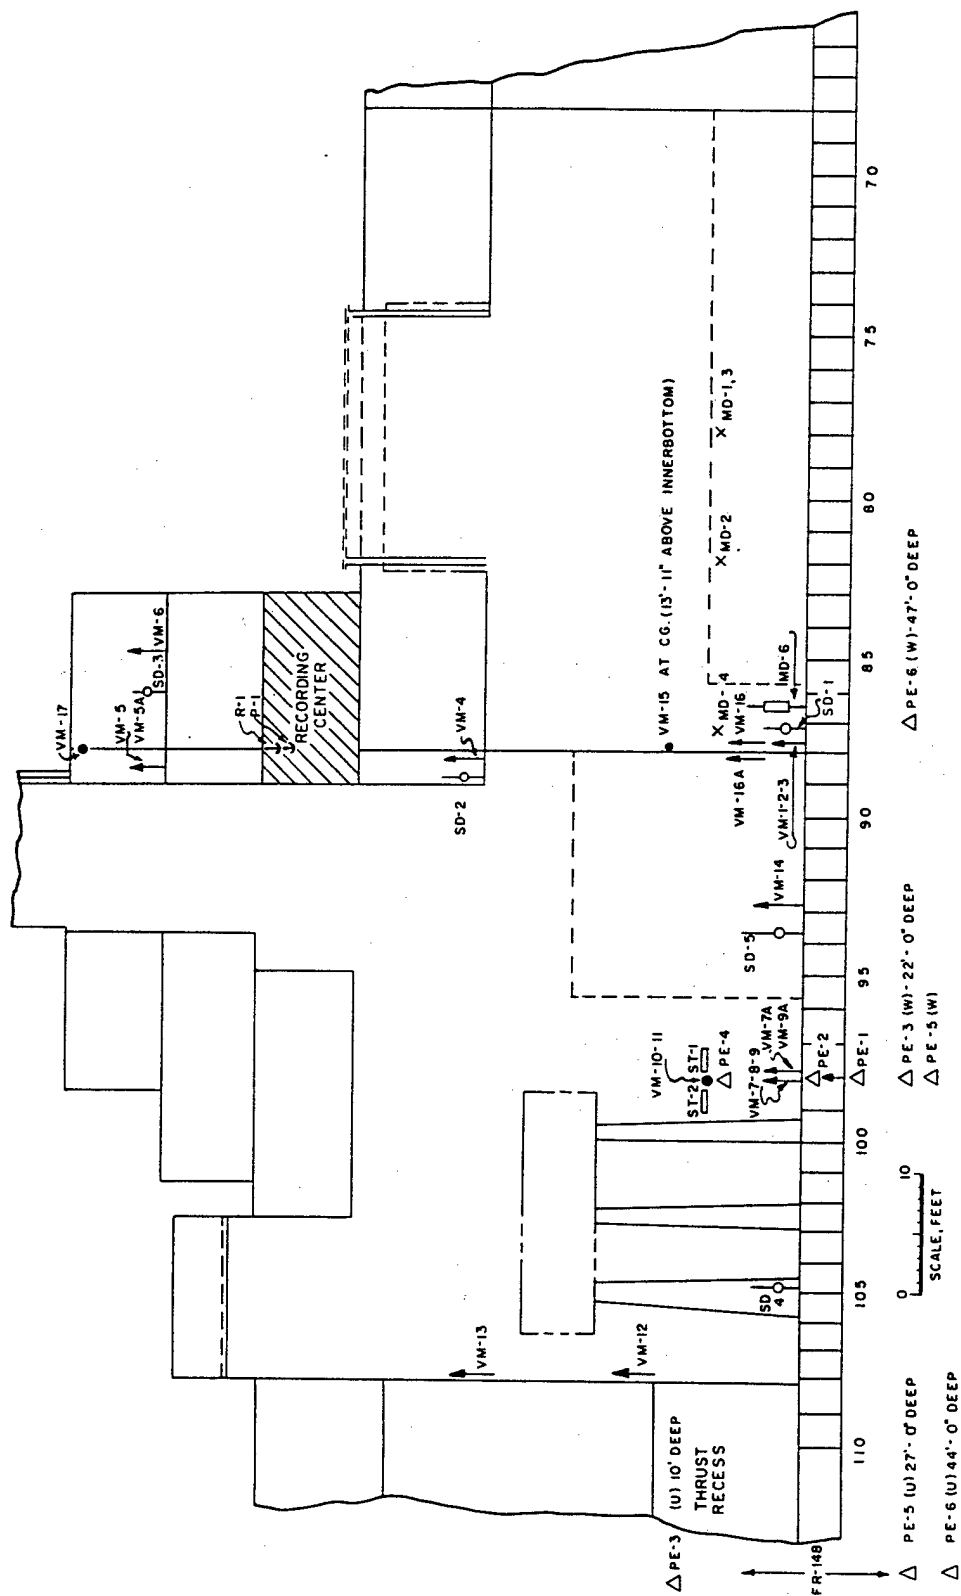 VM-17
VM-5
VM-5A
SD-3
VM-6
R-1
P-1
RECORDING
CENTER
VM-4
SD-2
VM-15 AT CG. (13'-11" ABOVE INNERBOTTOM)
MD-1,3
MD-2
MD-4
VM-16
MD-6
SD-1
VM-16A
VM-1-2-3
VM-14
SD-5
VM-10-11
ST-2
ST-1
PE-4
VM-7A
VM-9A
VM-7-8-9
PE-2
PE-1
SD
4
VM-13
VM-12
THRUST
RECESS
PE-3 (U) 10' DEEP
FR-148
110
105
100
95
90
85
80
75
70
0 10
SCALE, FEET
PE-5 (U) 27'-0" DEEP
PE-6 (U) 44'-0" DEEP
PE-3 (W)-22'-0" DEEP
PE-5 (W)
PE-6 (W)-47'-0" DEEP